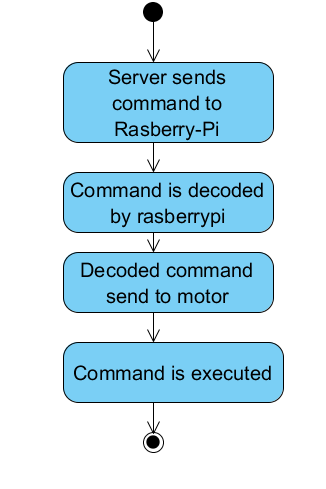 Server sends
command to
Rasberry-Pi
Command is decoded
by rasberrypi
Decoded command
send to motor
Command is executed